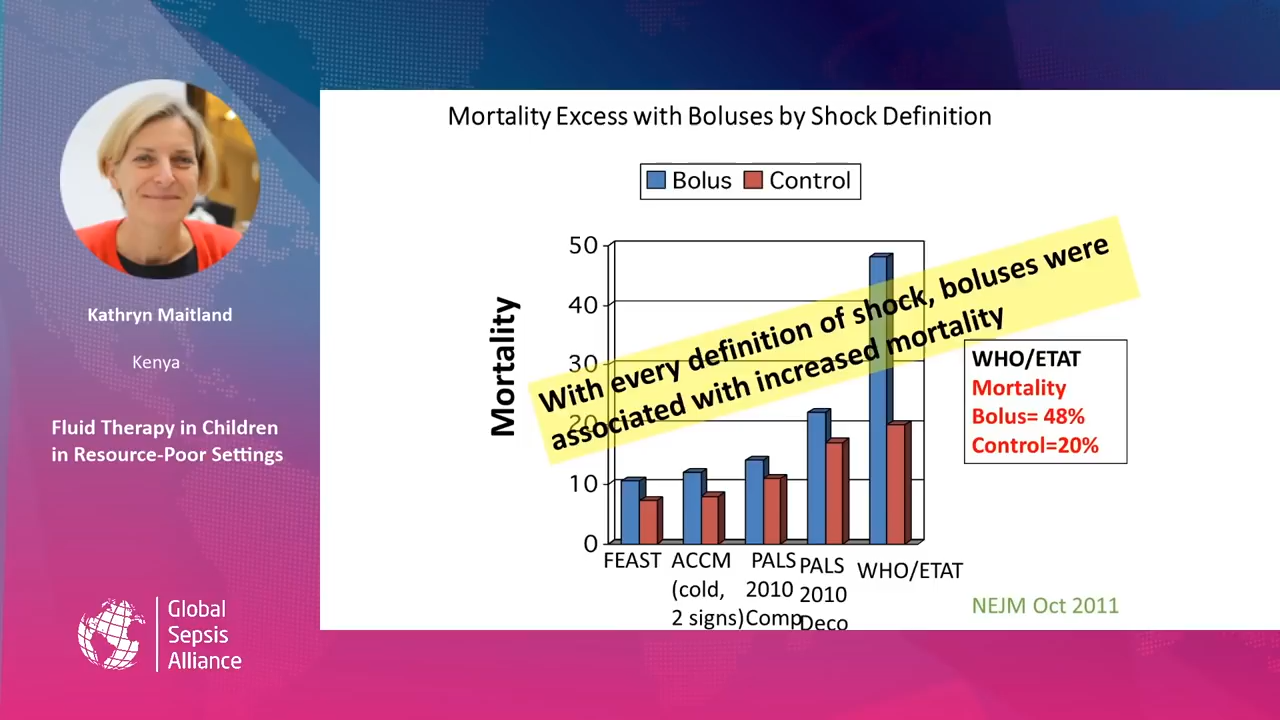 Mortality Excess with Boluses by Shock Definition
Bolus Control
50
40
30
20
10
0
Mortality
With every definition of shock, boluses were
associated with increased mortality
WHO/ETAT
Mortality
Bolus= 48%
Control=20%
FEAST
ACCM
(cold,
2 signs)
PALS
2010
Comp
PALS
2010
Deco
WHO/ETAT
NEJM Oct 2011
Kathryn Maitland
Kenya
Fluid Therapy in Children
in Resource-Poor Settings
Global
Sepsis
Alliance